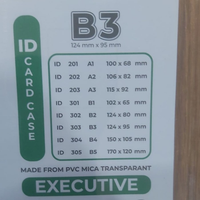 B3
124 mm x 95 mm
ID CARD CASE
ID 201 A1 100 x 68 mm
ID 202 A2 106 x 82 mm
ID 203 A3 115 x 92 mm
ID 301 B1 102 x 65 mm
ID 302 B2 124 x 80 mm
ID 303 B3 124 x 95 mm
ID 304 B4 150 x 105 mm
ID 305 B5 170 x 120 mm
MADE FROM PVC MICA TRANSPARANT
EXECUTIVE